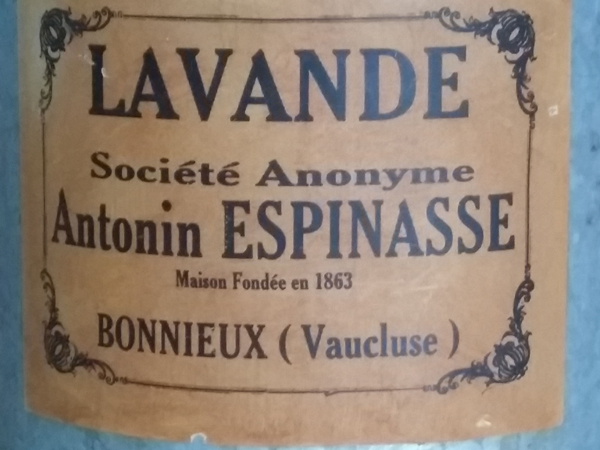 LAVANDE
Société Anonyme
Antonin ESPINASSE
Maison Fondée en 1863
BONNIEUX ( Vaucluse )